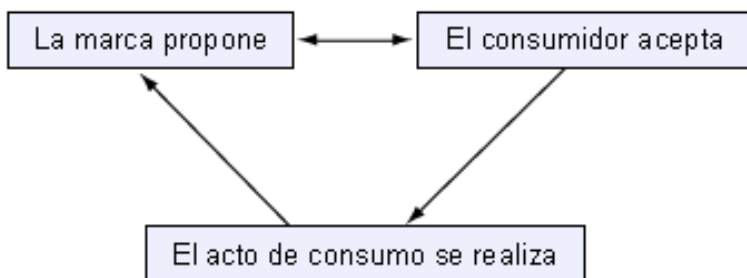 La marca propone
El consumidor acepta
El acto de consumo se realiza